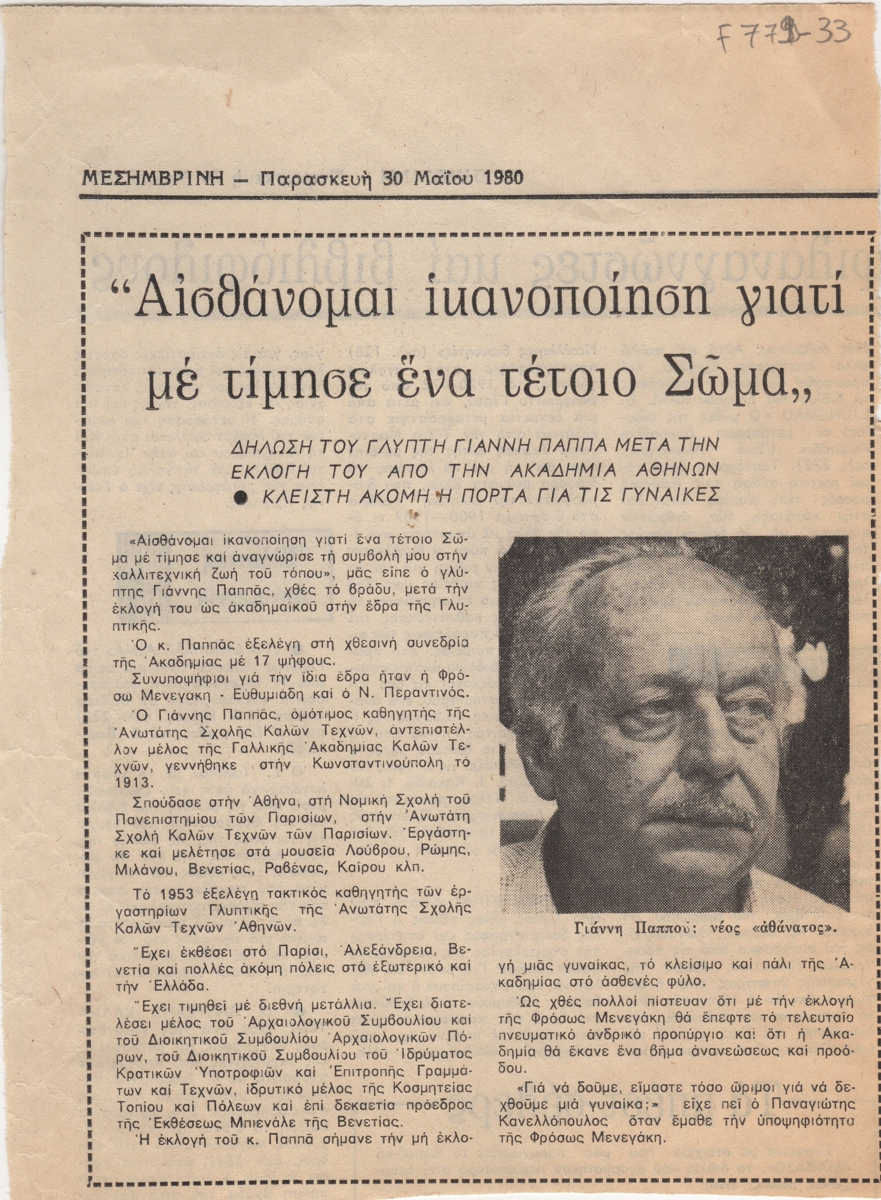 F 779-33
ΜΕΣΗΜΒΡΙΝΗ — Παρασκευὴ 30 Μαΐου 1980
“Αἰσθάνομαι ἱκανοποίηση γιατί
μέ τίμησε ἕνα τέτοιο Σῶμα„
ΔΗΛΩΣΗ ΤΟΥ ΓΛΥΠΤΗ ΓΙΑΝΝΗ ΠΑΠΠΑ ΜΕΤΑ ΤΗΝ
ΕΚΛΟΓΗ ΤΟΥ ΑΠΟ ΤΗΝ ΑΚΑΔΗΜΙΑ ΑΘΗΝΩΝ
● ΚΛΕΙΣΤΗ ΑΚΟΜΗ Η ΠΟΡΤΑ ΓΙΑ ΤΙΣ ΓΥΝΑΙΚΕΣ
«Αἰσθάνομαι ἱκανοποίηση γιατί ἕνα τέτοιο Σῶ-
μα μέ τίμησε καί ἀναγνώρισε τή συμβολή μου στήν
καλλιτεχνική ζωή τοῦ τόπου», μᾶς εἶπε ὁ γλύ-
πτης Γιάννης Παππᾶς, χθές τό βράδυ, μετά τήν
ἐκλογή του ὡς ἀκαδημαϊκοῦ στήν ἕδρα τῆς Γλυ-
πτικῆς.
Ὁ κ. Παππᾶς ἐξελέγη στή χθεσινή συνεδρία
τῆς Ἀκαδημίας μέ 17 ψήφους.
Συνυποψήφιοι γιά τήν ἴδια ἕδρα ἦταν ἡ Φρό-
σω Μενεγάκη - Εὐθυμιάδη καί ὁ Ν. Περαντινός.
Ὁ Γιάννης Παππᾶς, ὁμότιμος καθηγητής τῆς
Ἀνωτάτης Σχολῆς Καλῶν Τεχνῶν, ἀντεπιστέλ-
λον μέλος τῆς Γαλλικῆς Ἀκαδημίας Καλῶν Τε-
χνῶν, γεννήθηκε στήν Κωνσταντινούπολη τό
1913.
Σπούδασε στήν Ἀθήνα, στή Νομική Σχολή τοῦ
Πανεπιστημίου τῶν Παρισίων, στήν Ἀνωτάτη
Σχολή Καλῶν Τεχνῶν τῶν Παρισίων. Ἐργάστη-
κε καί μελέτησε στά μουσεῖα Λούβρου, Ρώμης,
Μιλάνου, Βενετίας, Ραβένας, Καΐρου κλπ.
Τό 1953 ἐξελέγη τακτικός καθηγητής τῶν ἐρ-
γαστηρίων Γλυπτικῆς τῆς Ἀνωτάτης Σχολῆς
Καλῶν Τεχνῶν Ἀθηνῶν.
Ἔχει ἐκθέσει στό Παρίσι, Ἀλεξάνδρεια, Βε-
νετία καί πολλές ἀκόμη πόλεις στό ἐξωτερικό καί
τήν Ἑλλάδα.
Ἔχει τιμηθεῖ μέ διεθνή μετάλλια. Ἔχει διατε-
λέσει μέλος τοῦ Ἀρχαιολογικοῦ Συμβουλίου καί
τοῦ Διοικητικοῦ Συμβουλίου Ἀρχαιολογικῶν Πό-
ρων, τοῦ Διοικητικοῦ Συμβουλίου τοῦ Ἱδρύματος
Κρατικῶν Ὑποτροφιῶν καί Ἐπιτροπῆς Γραμμά-
των καί Τεχνῶν, ἱδρυτικό μέλος τῆς Κοσμητείας
Τοπίου καί Πόλεων καί ἐπί δεκαετία πρόεδρος
τῆς Ἐκθέσεως Μπιενάλε τῆς Βενετίας.
Ἡ ἐκλογή τοῦ κ. Παππᾶ σήμανε τήν μή ἐκλο-
Γιάννη Παπποῦ: νέος «ἀθάνατος».
γή μιᾶς γυναίκας, τό κλείσιμο καί πάλι τῆς Ἀ-
καδημίας στό ἀσθενές φύλο.
Ὡς χθές πολλοί πίστευαν ὅτι μέ τήν ἐκλογή
τῆς Φρόσως Μενεγάκη θά ἔπεφτε τό τελευταῖο
πνευματικό ἀνδρικό προπύργιο καί ὅτι ἡ Ἀκα-
δημία θά ἔκανε ἕνα βῆμα ἀνανεώσεως καί προό-
δου.
«Γιά νά δοῦμε, εἴμαστε τόσο ὥριμοι γιά νά δε-
χθοῦμε μιά γυναίκα;» εἶχε πεῖ ὁ Παναγιώτης
Κανελλόπουλος ὅταν ἔμαθε τήν ὑποψηφιότητα
τῆς Φρόσως Μενεγάκη.